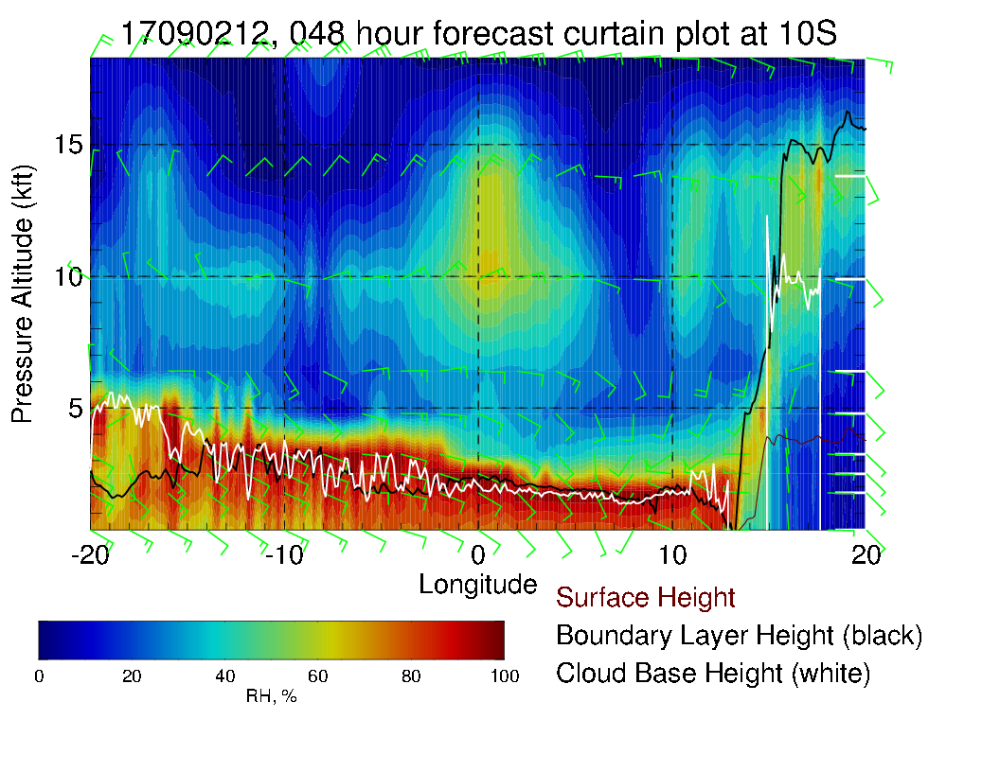 17090212, 048 hour forecast curtain plot at 10S
Pressure Altitude (kft)
15
10
5
-20 -10 0 10 20
Longitude
Surface Height
Boundary Layer Height (black)
Cloud Base Height (white)
0 20 40 60 80 100
RH, %